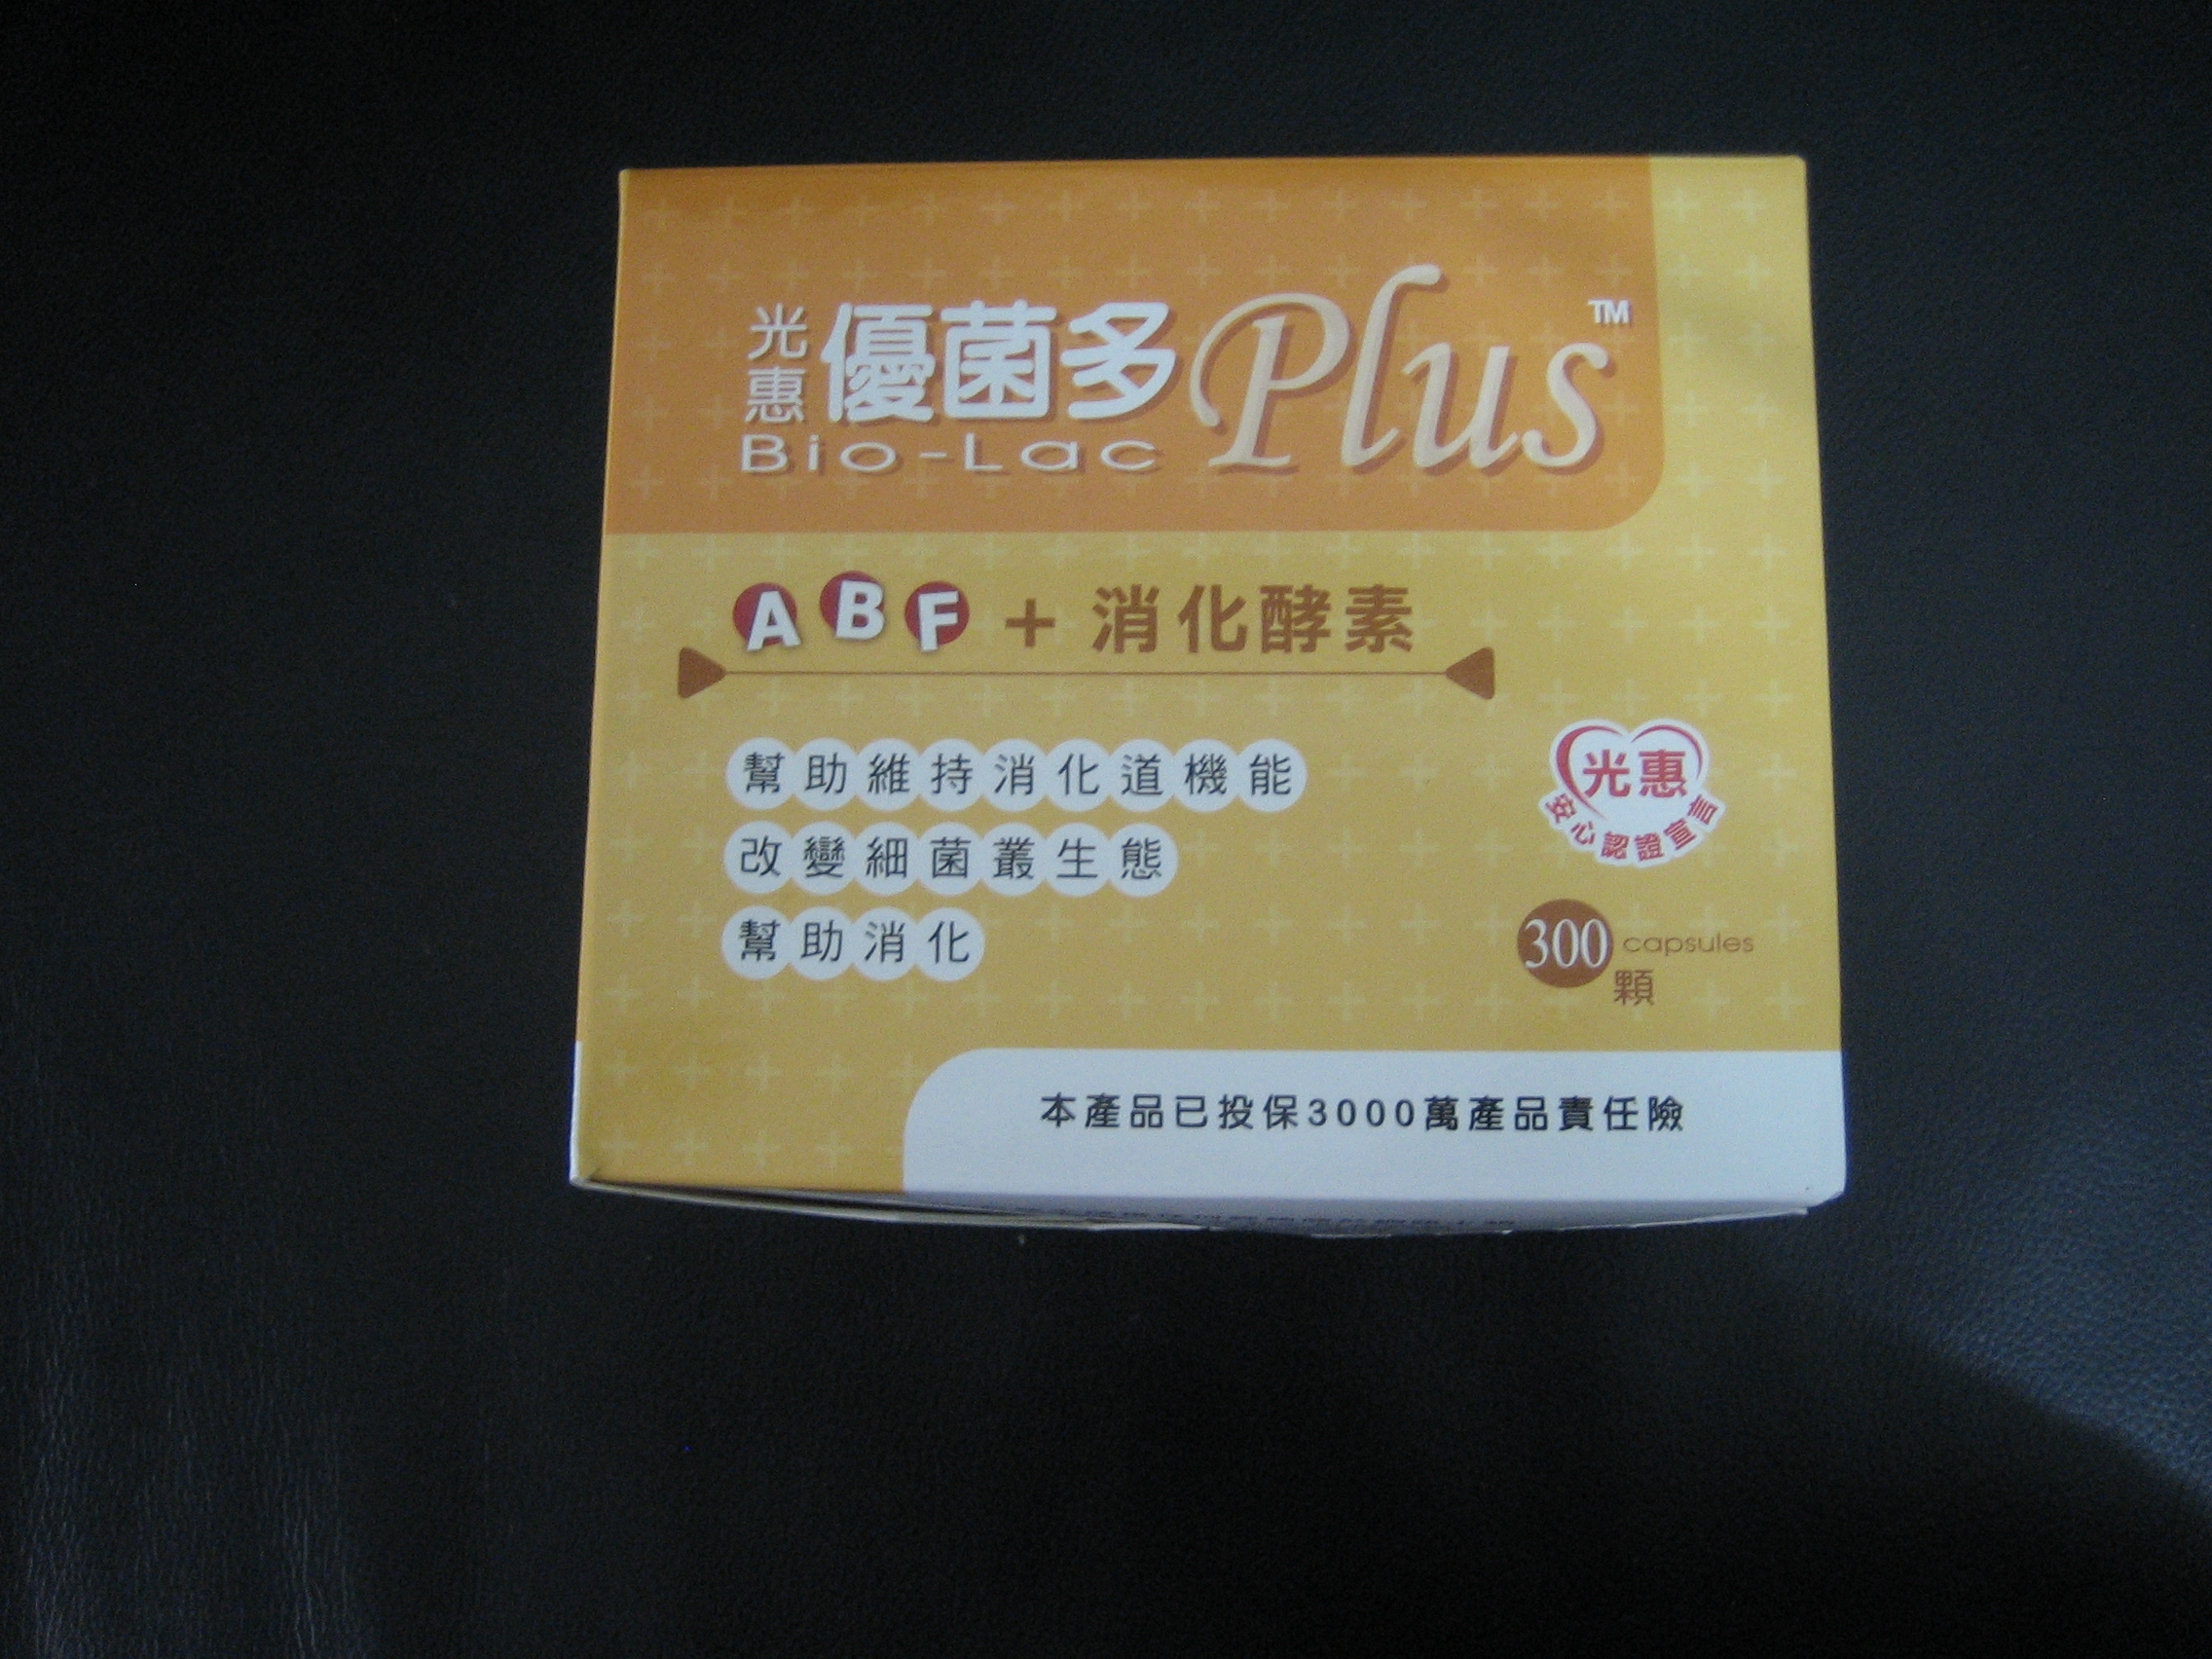 光惠 優菌多 Plus™
Bio-Lac
ABF + 消化酵素
幫助維持消化道機能
改變細菌叢生態
幫助消化
光惠
安心認證宣言
300 capsules
顆
本產品已投保3000萬產品責任險